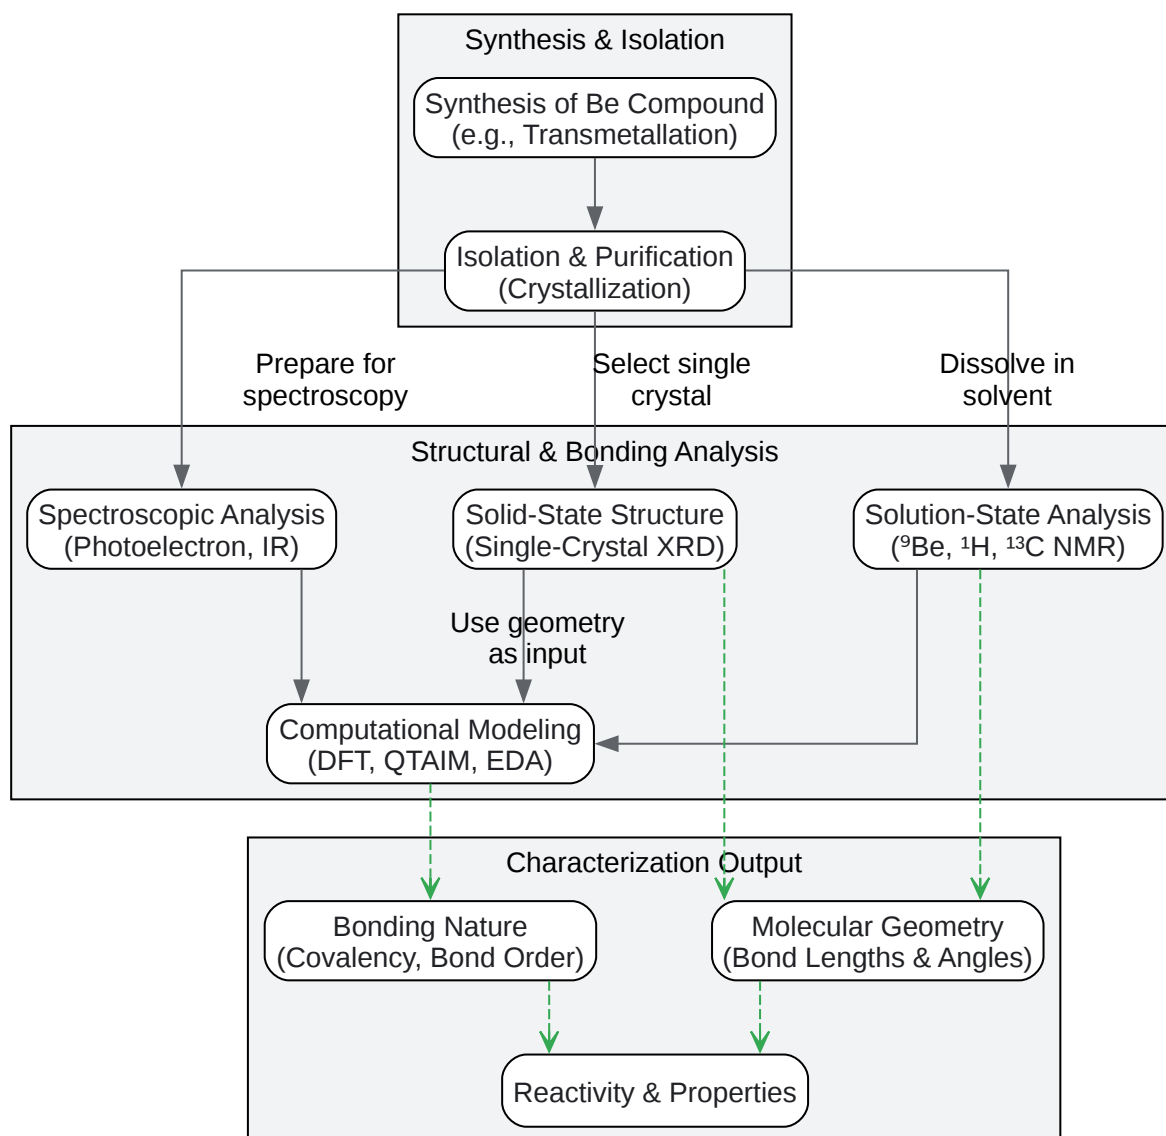 Synthesis & Isolation
Synthesis of Be Compound
(e.g., Transmetallation)
Isolation & Purification
(Crystallization)
Prepare for
spectroscopy
Select single
crystal
Dissolve in
solvent
Structural & Bonding Analysis
Spectroscopic Analysis
(Photoelectron, IR)
Solid-State Structure
(Single-Crystal XRD)
Solution-State Analysis
(⁹Be, ¹H, ¹³C NMR)
Use geometry
as input
Computational Modeling
(DFT, QTAIM, EDA)
Characterization Output
Bonding Nature
(Covalency, Bond Order)
Molecular Geometry
(Bond Lengths & Angles)
Reactivity & Properties